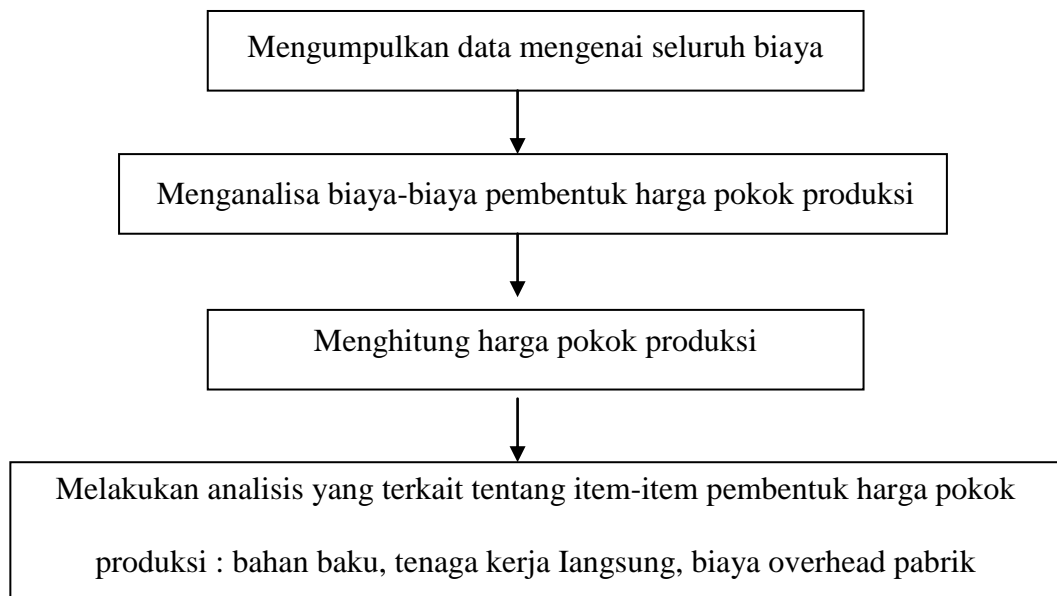 Mengumpulkan data mengenai seluruh biaya
Menganalisa biaya-biaya pembentuk harga pokok produksi
Menghitung harga pokok produksi
Melakukan analisis yang terkait tentang item-item pembentuk harga pokok
produksi : bahan baku, tenaga kerja Iangsung, biaya overhead pabrik